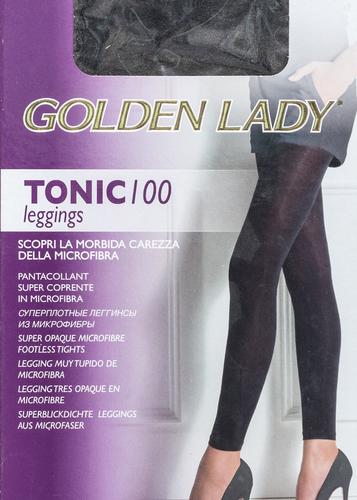 GOLDEN LADY®
TONIC 100
leggings
SCOPRI LA MORBIDA CAREZZA
DELLA MICROFIBRA
PANTACOLLANT
SUPER COPRENTE
IN MICROFIBRA
СУПЕРПЛОТНЫЕ ЛЕГГИНСЫ
ИЗ МИКРОФИБРЫ
SUPER OPAQUE MICROFIBRE
FOOTLESS TIGHTS
LEGGING MUY TUPIDO DE
MICROFIBRA
LEGGING TRES OPAQUE EN
MICROFIBRE
SUPERBLICKDICHTE LEGGINGS
AUS MICROFASER